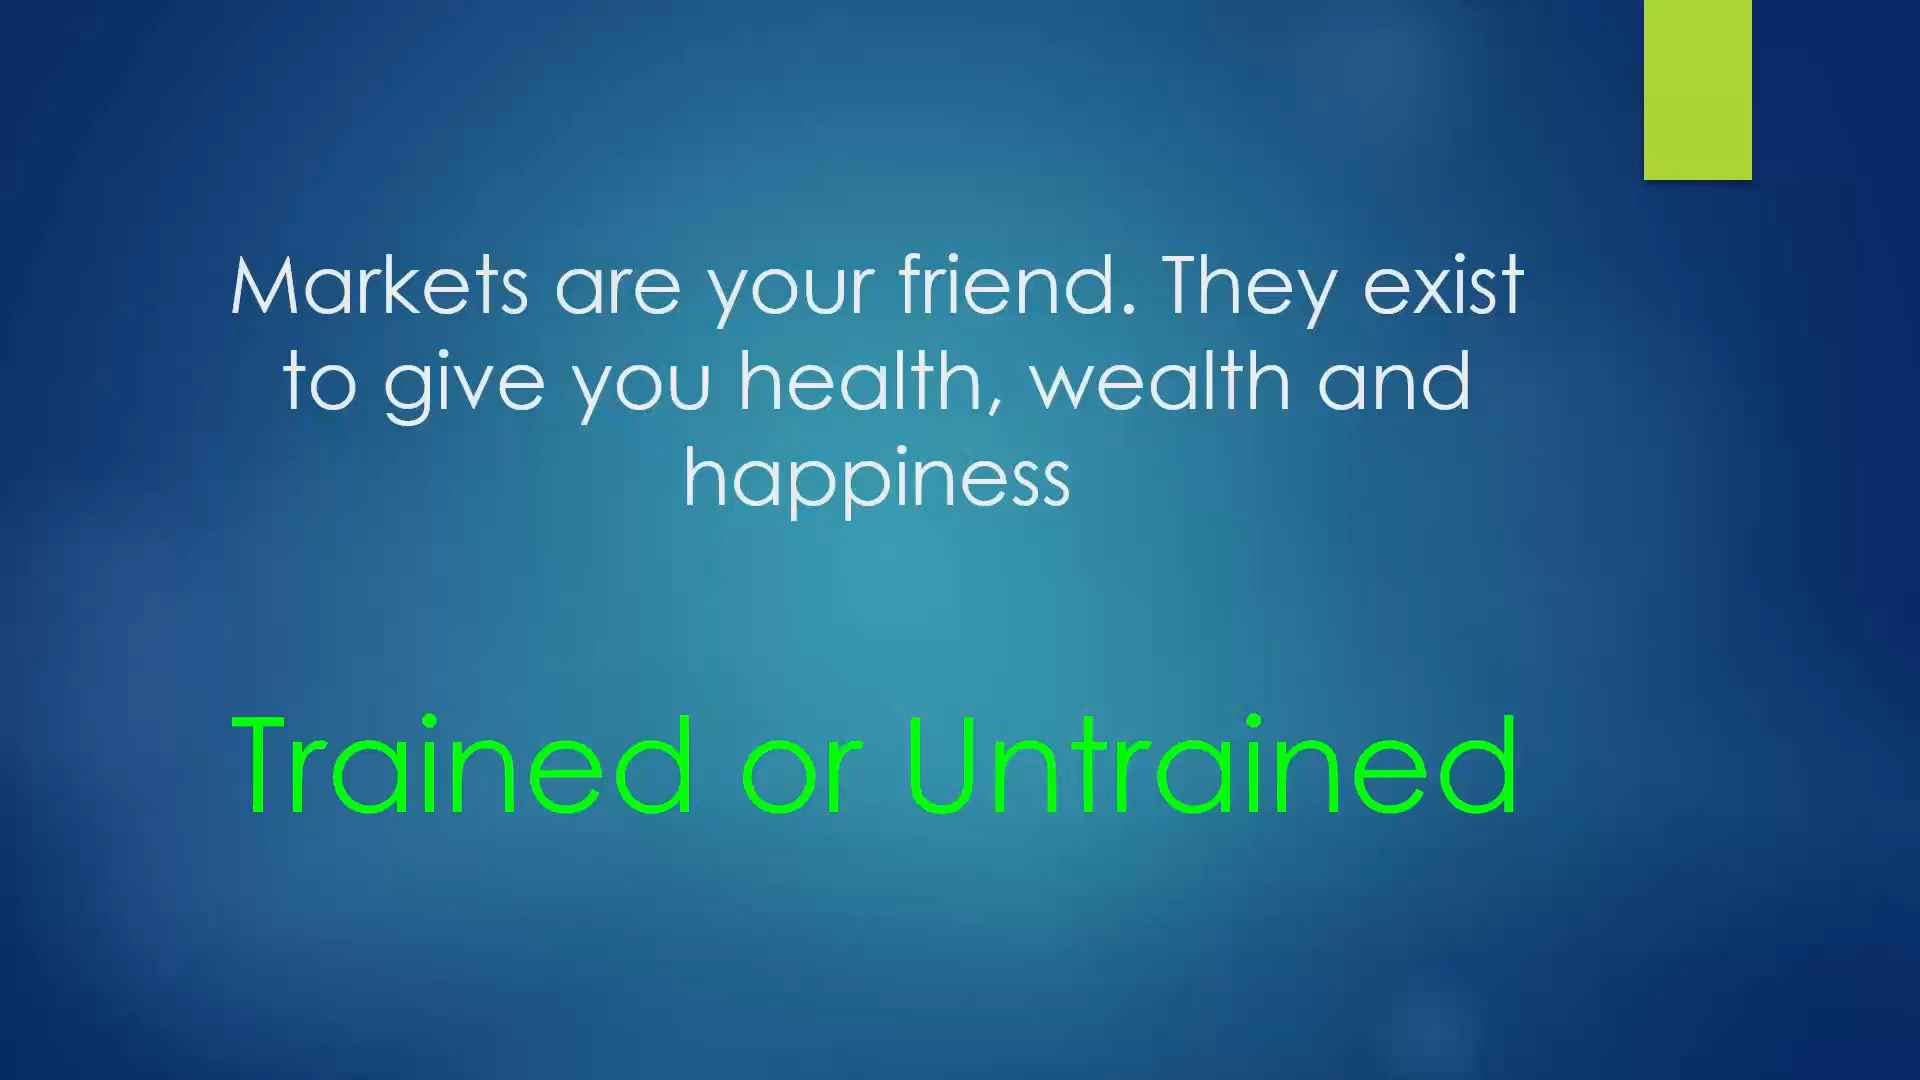 Markets are your friend. They exist
to give you health, wealth and
happiness
Trained or Untrained